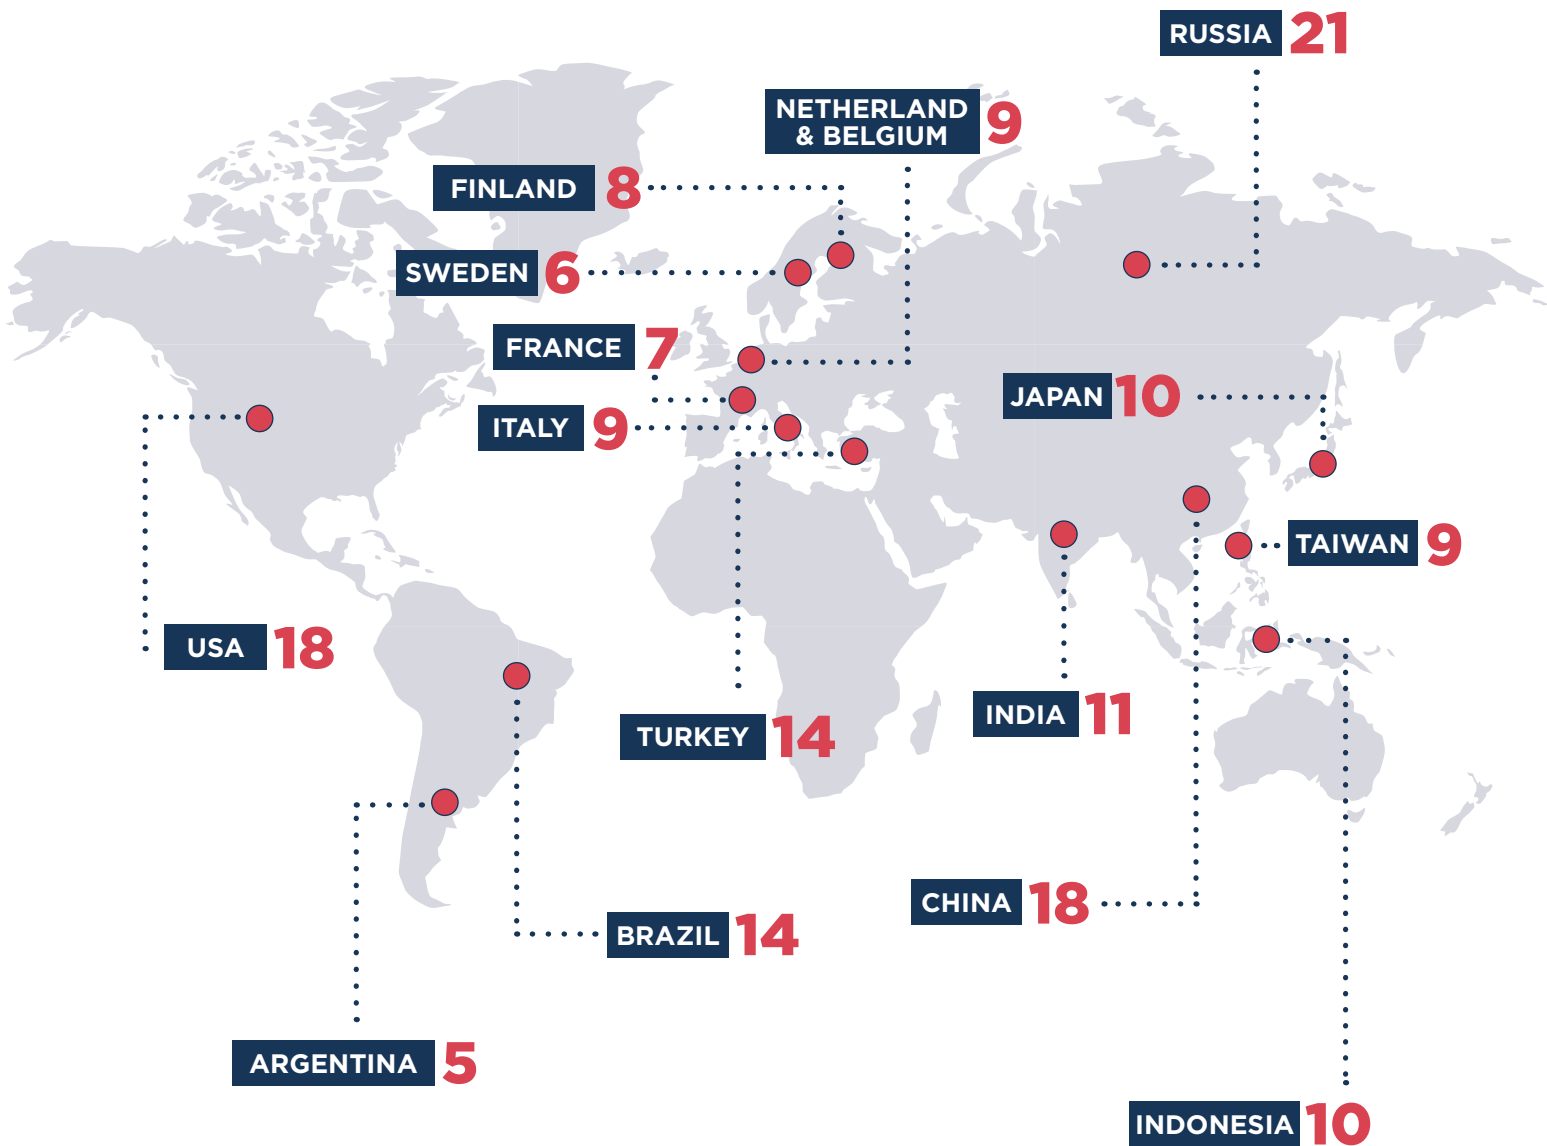 RUSSIA 21
NETHERLAND
& BELGIUM 9
FINLAND 8
SWEDEN 6
FRANCE 7
JAPAN 10
ITALY 9
TAIWAN 9
USA 18
INDIA 11
TURKEY 14
CHINA 18
BRAZIL 14
ARGENTINA 5
INDONESIA 10